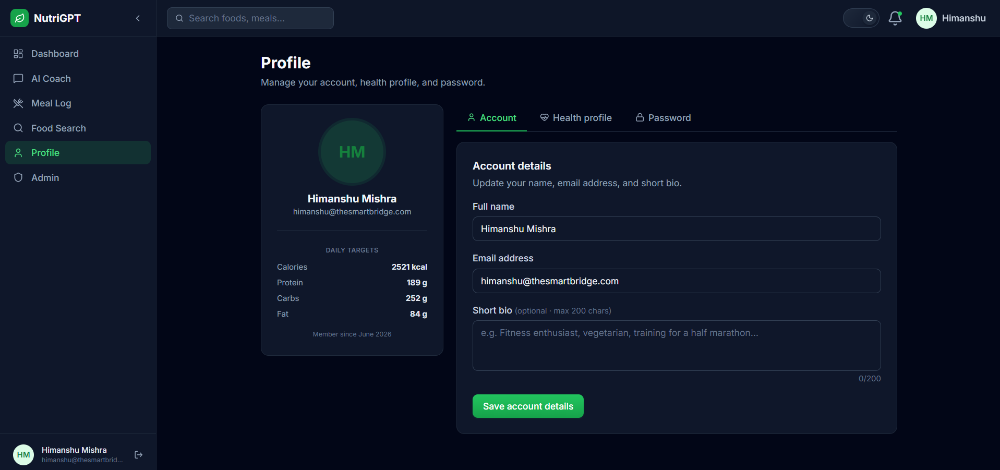 NutriGPT
Search foods, meals...
HM
Himanshu
Dashboard
AI Coach
Meal Log
Food Search
Profile
Admin
Profile
Manage your account, health profile, and password.
HM
Himanshu Mishra
himanshu@thesmartbridge.com
DAILY TARGETS
Calories 2521 kcal
Protein 189 g
Carbs 252 g
Fat 84 g
Member since June 2026
Account Health profile Password
Account details
Update your name, email address, and short bio.
Full name
Himanshu Mishra
Email address
himanshu@thesmartbridge.com
Short bio (optional · max 200 chars)
e.g. Fitness enthusiast, vegetarian, training for a half marathon...
0/200
Save account details
HM
Himanshu Mishra
himanshu@thesmartbrid...